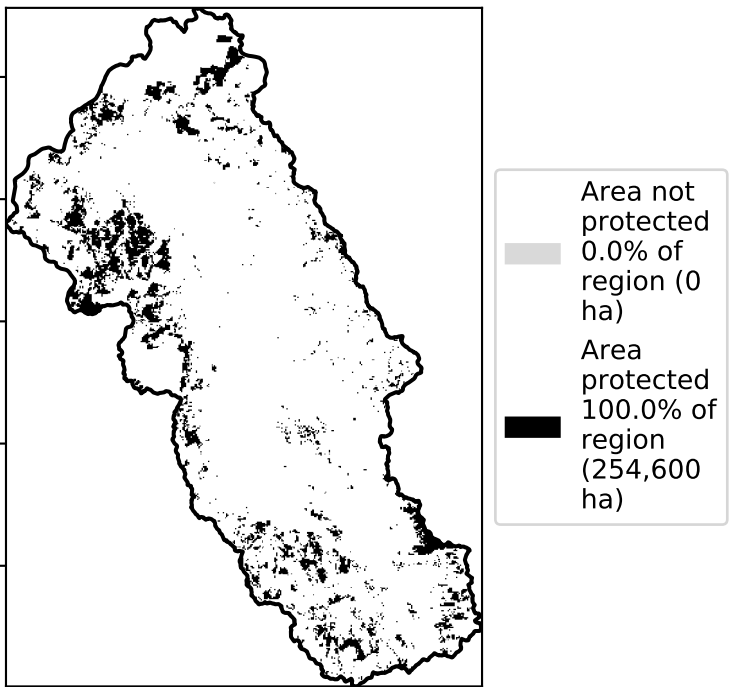 Area not
protected
0.0% of
region (0
ha)
Area
protected
100.0% of
region
(254,600
ha)